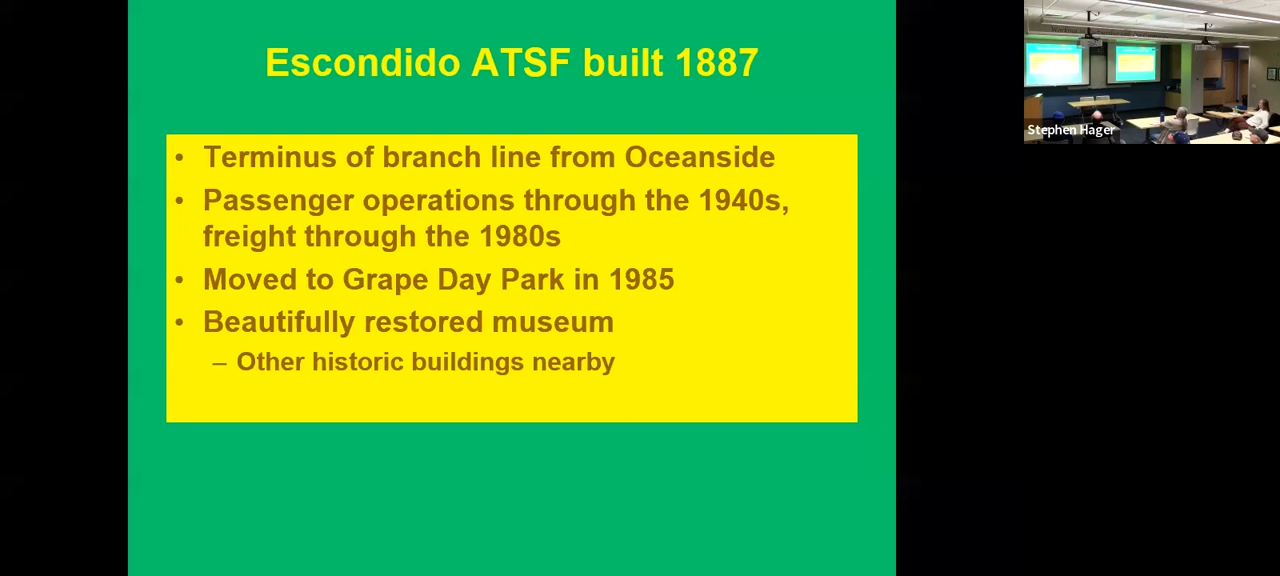 Escondido ATSF built 1887
• Terminus of branch line from Oceanside
• Passenger operations through the 1940s,
freight through the 1980s
• Moved to Grape Day Park in 1985
• Beautifully restored museum
– Other historic buildings nearby
Stephen Hager